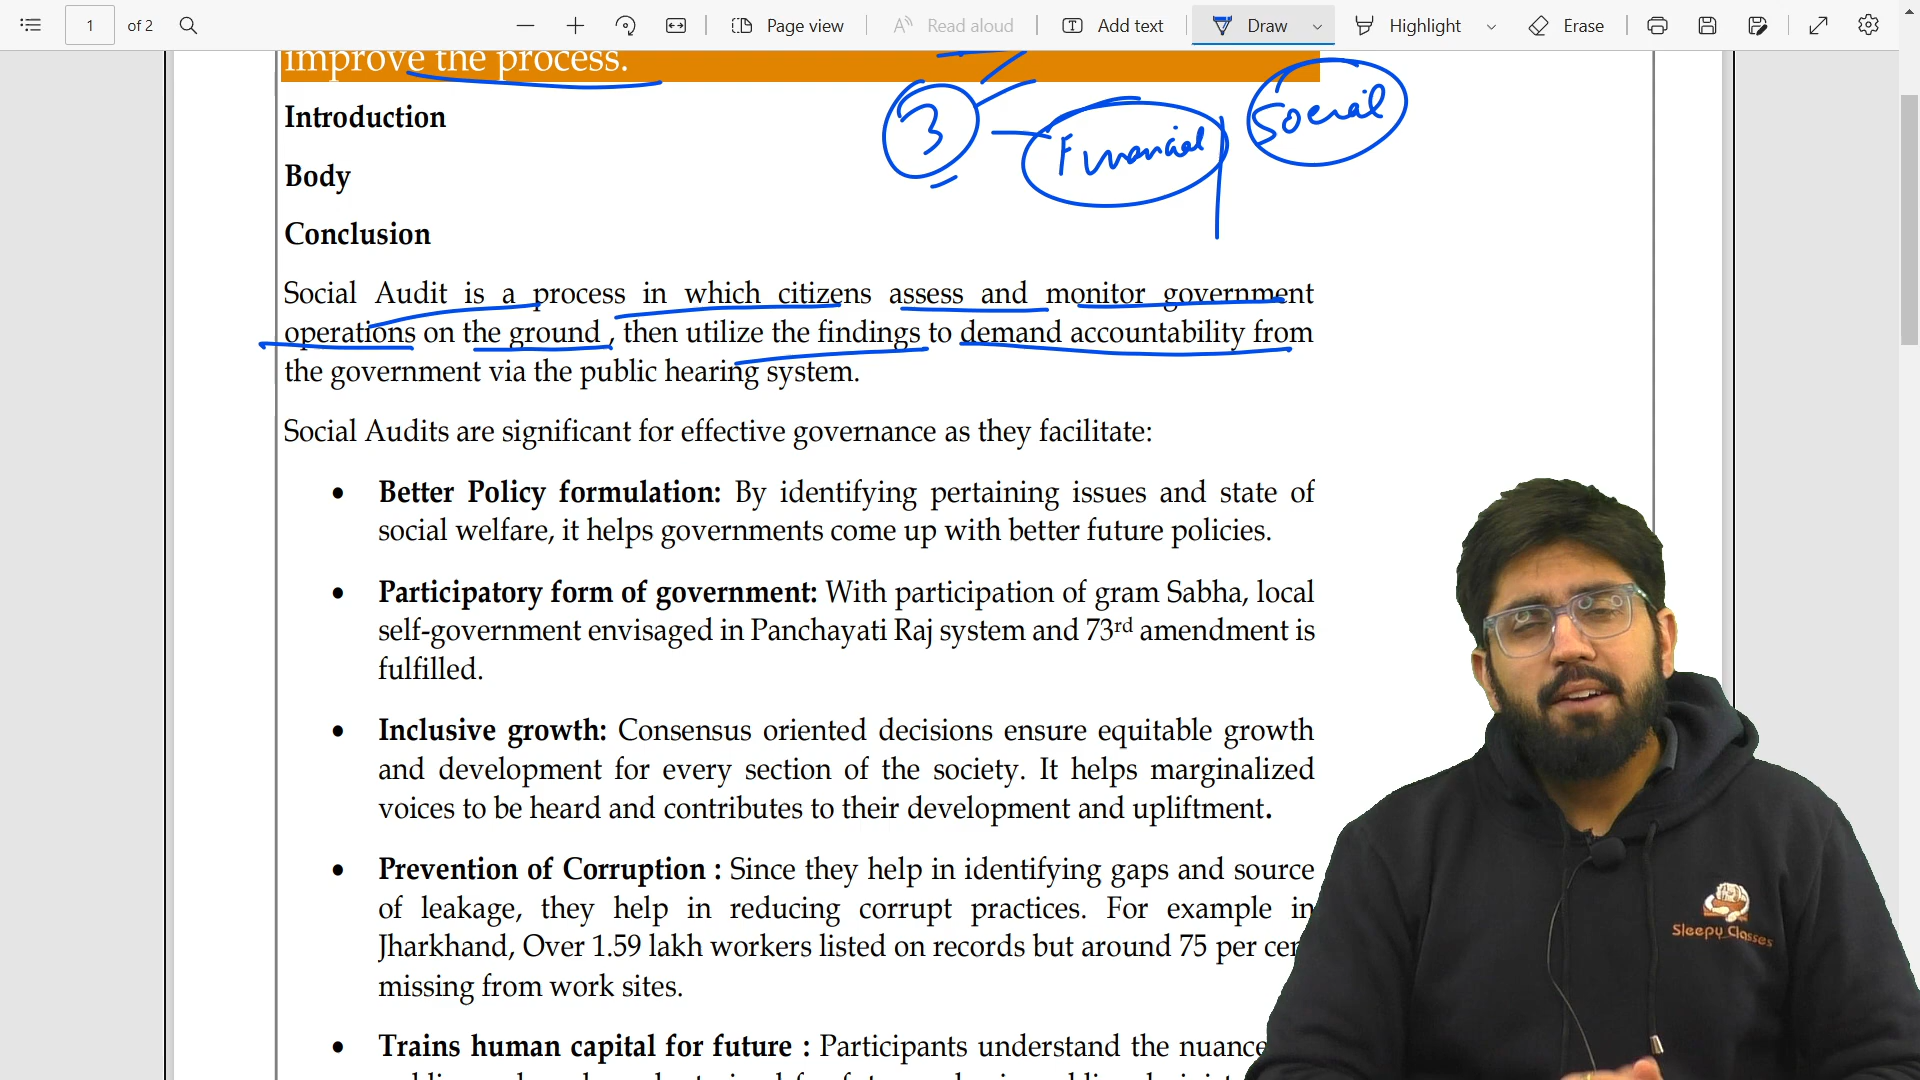 1 of 2 Page view Read aloud Add text Draw Highlight Erase
improve the process.
3 Financial Social
Introduction
Body
Conclusion
Social Audit is a process in which citizens assess and monitor government
operations on the ground , then utilize the findings to demand accountability from
the government via the public hearing system.
Social Audits are significant for effective governance as they facilitate:
• Better Policy formulation: By identifying pertaining issues and state of
social welfare, it helps governments come up with better future policies.
• Participatory form of government: With participation of gram Sabha, local
self-government envisaged in Panchayati Raj system and 73rd amendment is
fulfilled.
• Inclusive growth: Consensus oriented decisions ensure equitable growth
and development for every section of the society. It helps marginalized
voices to be heard and contributes to their development and upliftment.
• Prevention of Corruption : Since they help in identifying gaps and source
of leakage, they help in reducing corrupt practices. For example in
Jharkhand, Over 1.59 lakh workers listed on records but around 75 per
missing from work sites.
• Trains human capital for future : Participants understand the
Sleepy Classes